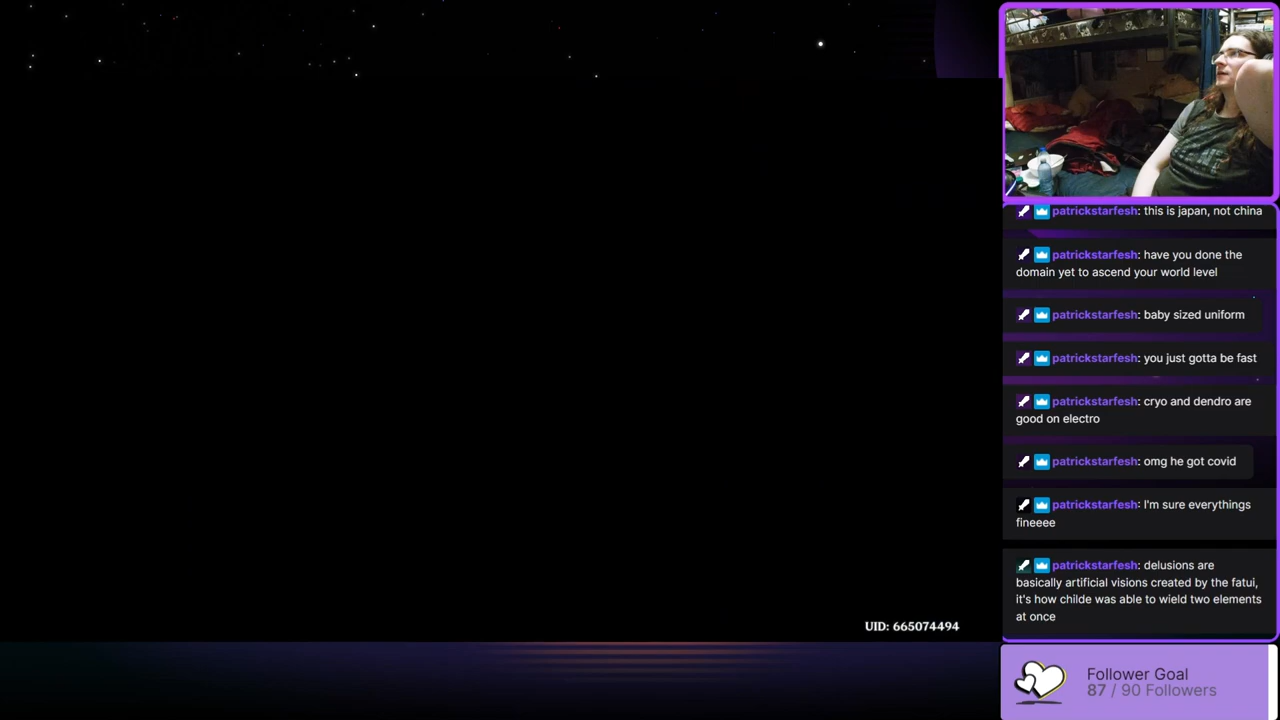 patrickstarfesh: this is japan, not china
patrickstarfesh: have you done the
domain yet to ascend your world level
patrickstarfesh: baby sized uniform
patrickstarfesh: you just gotta be fast
patrickstarfesh: cryo and dendro are
good on electro
patrickstarfesh: omg he got covid
patrickstarfesh: I'm sure everythings
fineeee
patrickstarfesh: delusions are
basically artificial visions created by the fatui,
it's how childe was able to wield two elements
at once
UID: 665074494
Follower Goal
87 / 90 Followers